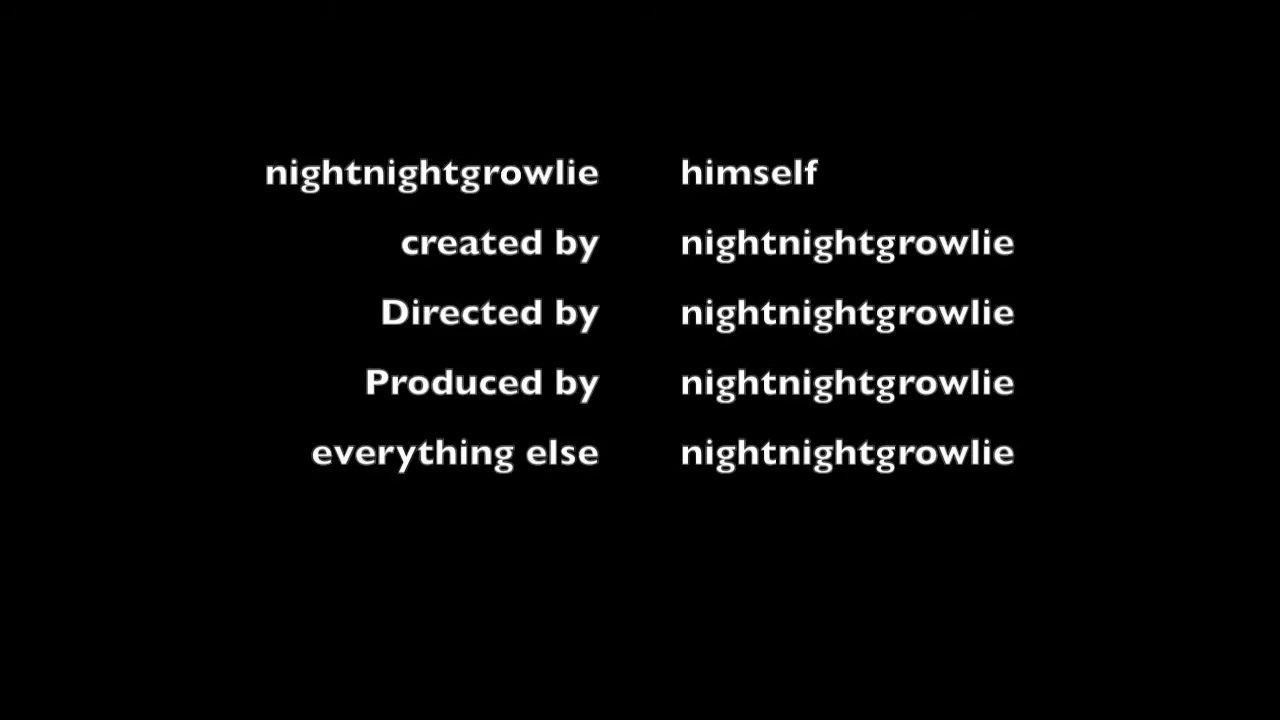 nightnightgrowlie himself
created by nightnightgrowlie
Directed by nightnightgrowlie
Produced by nightnightgrowlie
everything else nightnightgrowlie